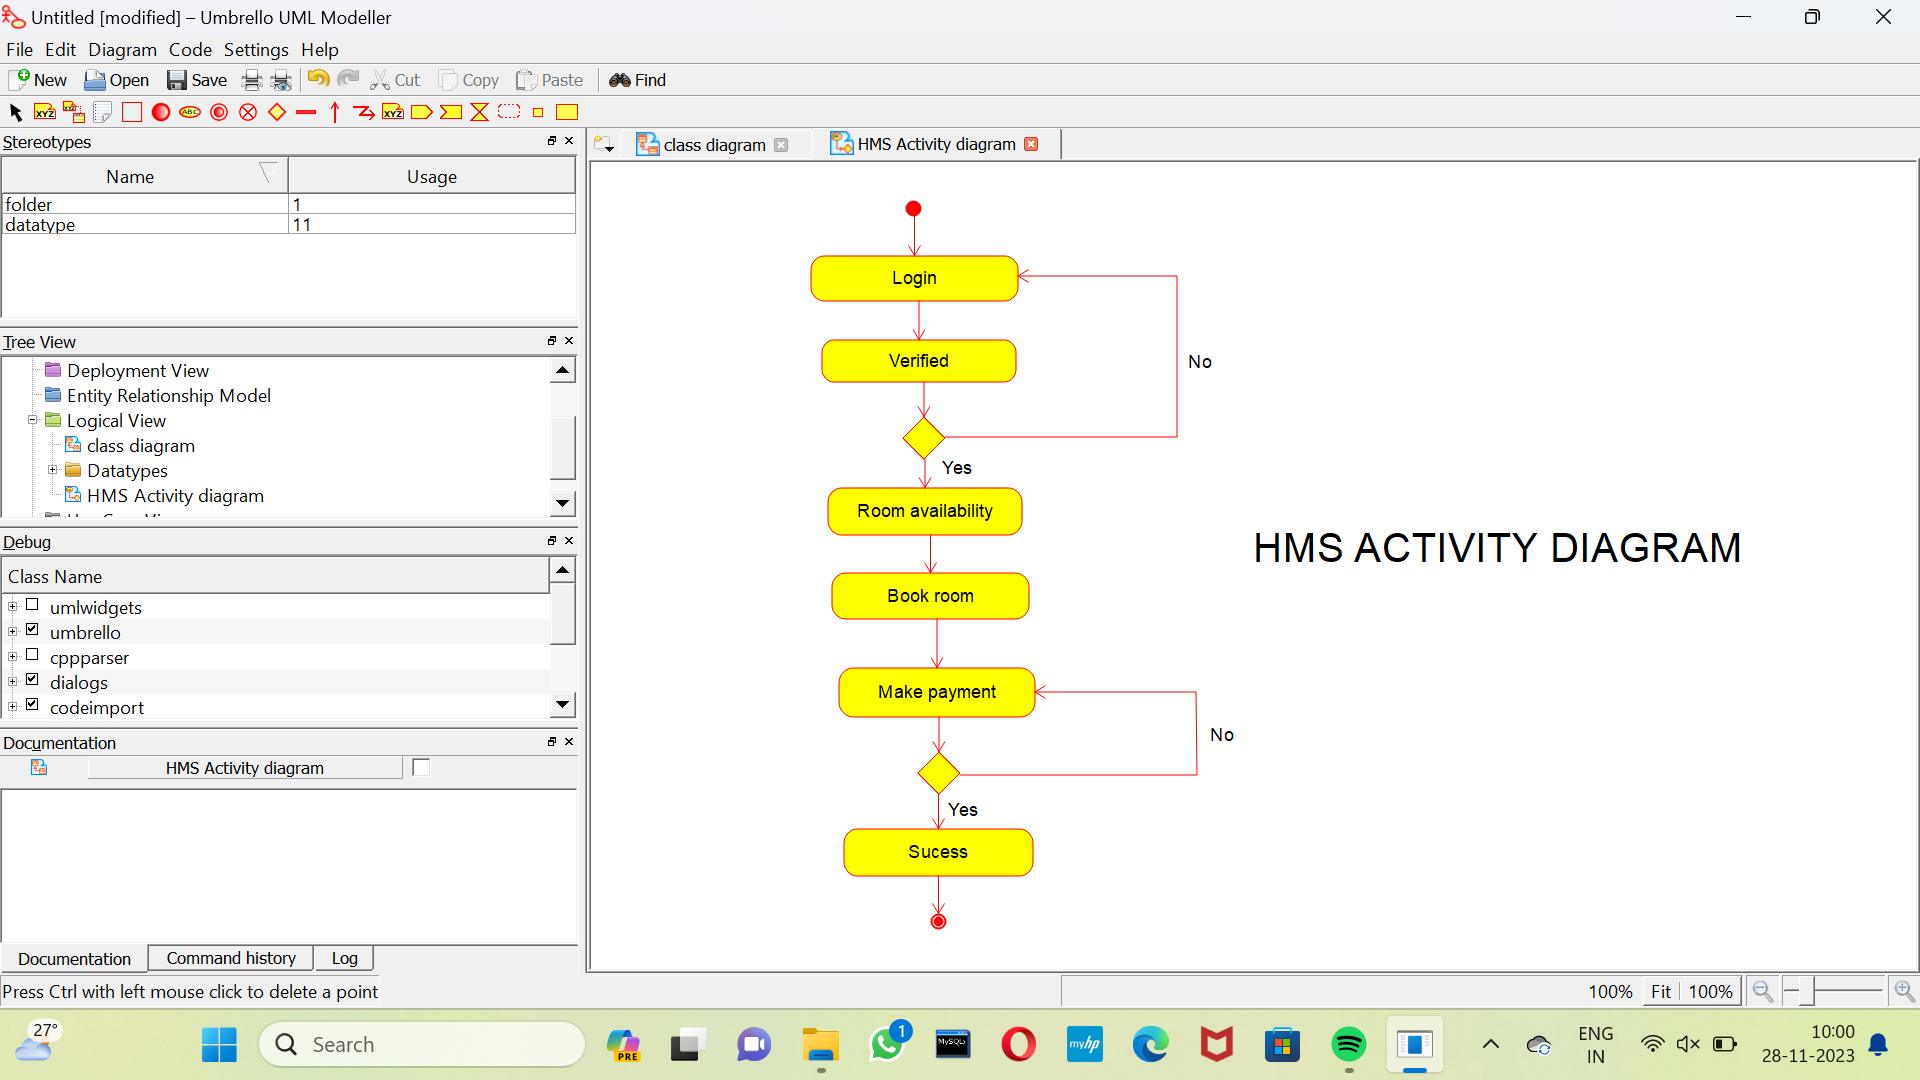 Untitled [modified] – Umbrello UML Modeller
File Edit Diagram Code Settings Help
New Open Save Cut Copy Paste Find
Stereotypes
Name Usage
folder 1
datatype 11
Tree View
Deployment View
Entity Relationship Model
Logical View
class diagram
Datatypes
HMS Activity diagram
Debug
Class Name
umlwidgets
umbrello
cppparser
dialogs
codeimport
Documentation
HMS Activity diagram
Documentation Command history Log
Press Ctrl with left mouse click to delete a point
class diagram HMS Activity diagram
Login
Verified
No
Yes
Room availability
Book room
Make payment
No
Yes
Sucess
HMS ACTIVITY DIAGRAM
100% Fit 100%
27°
Search
PRE
1
MySQL
myhp
ENG
IN
10:00
28-11-2023